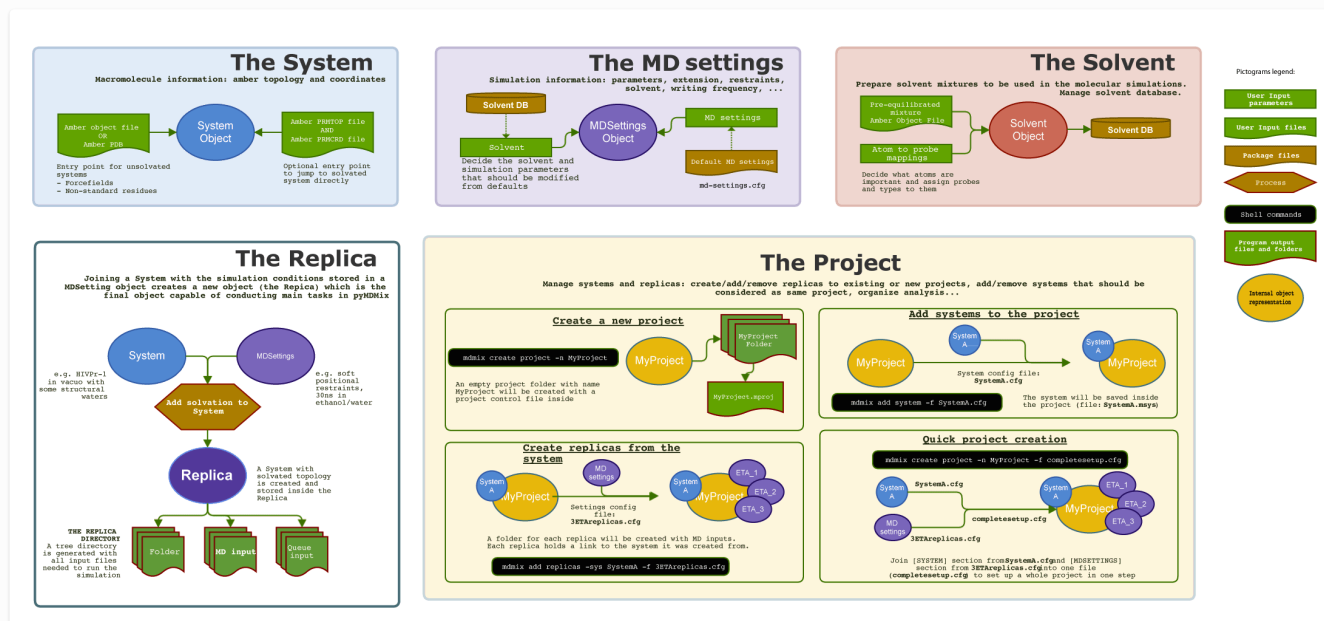 The System
Macromolecule information: amber topology and coordinates
Amber object file
OR
Amber PDB
System
Object
Amber PRMTOP file
AND
Amber PRMCRD file
Entry point for unsolvated
systems
- Forcefields
- Non-standard residues
Optional entry point
to jump to solvated
system directly
The MD settings
Simulation information: parameters, extension, restraints,
solvent, writing frequency, ...
Solvent DB
Solvent
MDSettings
Object
MD settings
Default MD settings
md-settings.cfg
Decide the solvent and
simulation parameters
that should be modified
from defaults
The Solvent
Prepare solvent mixtures to be used in the molecular simulations.
Manage solvent database.
Pre-equilibrated
mixture
Amber Object File
Atom to probe
mappings
Solvent
Object
Solvent DB
Decide what atoms are
important and assign probes
and types to them
Pictograms legend:
User Input
parameters
User Input files
Package files
Process
Shell commands
Program output
files and folders
Internal object
representation
The Replica
Joining a System with the simulation conditions stored in a
MDSetting object creates a new object (the Repica) which is the
final object capable of conducting main tasks in pyMDMix
System
MDSettings
e.g. HIVPr-1
in vacuo with
some structural
waters
e.g. soft
positional
restraints,
30ns in
ethanol/water
Add solvation to
System
Replica
A System with
solvated topology
is created and
stored inside the
Replica
THE REPLICA
DIRECTORY
A tree directory
is generated with
all input files
needed to run the
simulation
Folder
MD input
Queue
input
The Project
Manage systems and replicas: create/add/remove replicas to existing or new projects, add/remove systems that should be
considered as same project, organize analysis...
Create a new project
mdmix create project -n MyProject
MyProject
MyProject
Folder
MyProject.mproj
An empty project folder with name
MyProject will be created with a
project control file inside
Add systems to the project
MyProject
System
A
System
A
MyProject
System config file:
SystemA.cfg
mdmix add system -f SystemA.cfg
The system will be saved inside
the project (file: SystemA.msys)
Create replicas from the
system
System
A
MyProject
MD
settings
Settings config
file:
3ETAreplicas.cfg
System
A
MyProject
ETA_1
ETA_2
ETA_3
A folder for each replica will be created with MD inputs.
Each replica holds a link to the system it was created from.
mdmix add replicas -sys SystemA -f 3ETAreplicas.cfg
Quick project creation
mdmix create project -n MyProject -f completesetup.cfg
System
A
SystemA.cfg
MD
settings
3ETAreplicas.cfg
completesetup.cfg
System
A
MyProject
ETA_1
ETA_2
ETA_3
Join [SYSTEM] section from SystemA.cfg and [MDSETTINGS]
section from 3ETAreplicas.cfg into one file
(completesetup.cfg) to set up a whole project in one step